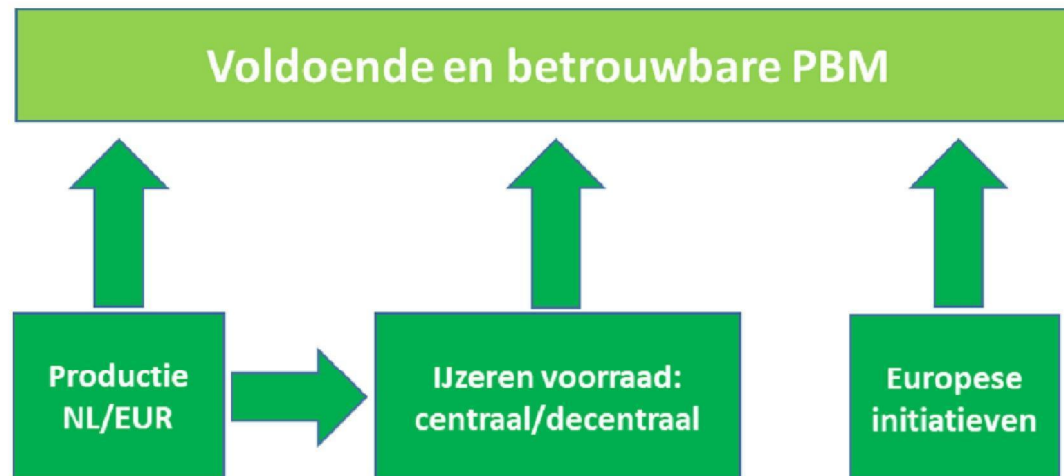 Voldoende en betrouwbare PBM
Productie
NL/EUR
IJzeren voorraad:
centraal/decentraal
Europese
initiatieven